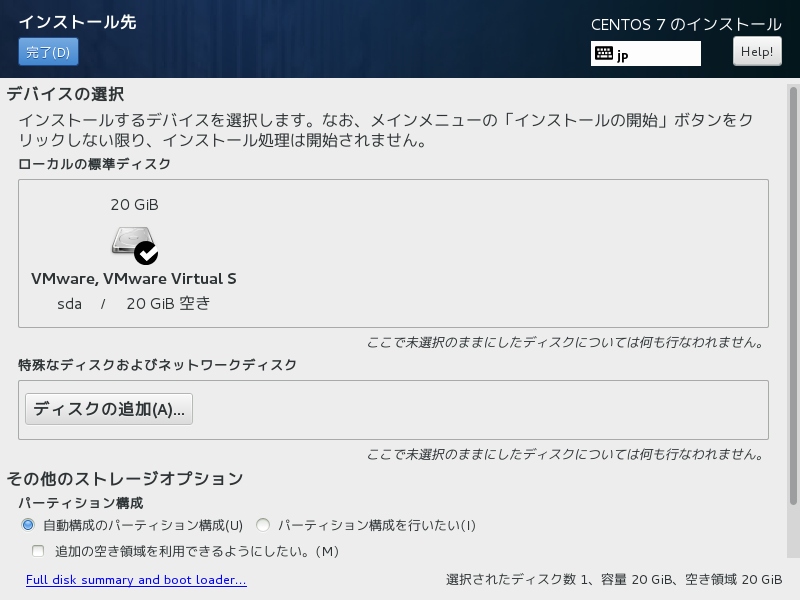 インストール先
CENTOS 7 のインストール
完了(D)
jp
Help!
デバイスの選択
インストールするデバイスを選択します。なお、メインメニューの「インストールの開始」ボタンをク
リックしない限り、インストール処理は開始されません。
ローカルの標準ディスク
20 GiB
VMware, VMware Virtual S
sda / 20 GiB 空き
ここで未選択のままにしたディスクについては何も行なわれません。
特殊なディスクおよびネットワークディスク
ディスクの追加(A)...
ここで未選択のままにしたディスクについては何も行なわれません。
その他のストレージオプション
パーティション構成
自動構成のパーティション構成(U) パーティション構成を行いたい(I)
追加の空き領域を利用できるようにしたい。(M)
Full disk summary and boot loader...
選択されたディスク数 1、容量 20 GiB、空き領域 20 GiB